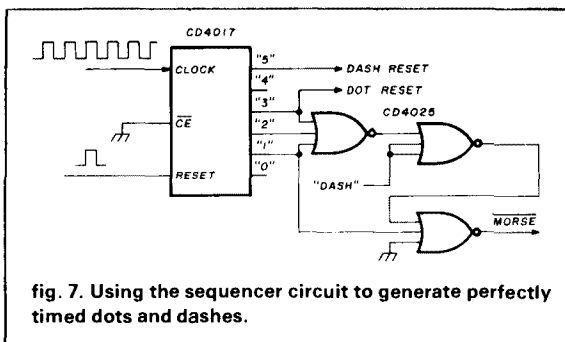 CD4017
CLOCK
"5"
DASH RESET
"4"
DOT RESET
"3"
CD4025
CE
"2"
"1"
"0"
RESET
"DASH"
MORSE
fig. 7. Using the sequencer circuit to generate perfectly
timed dots and dashes.